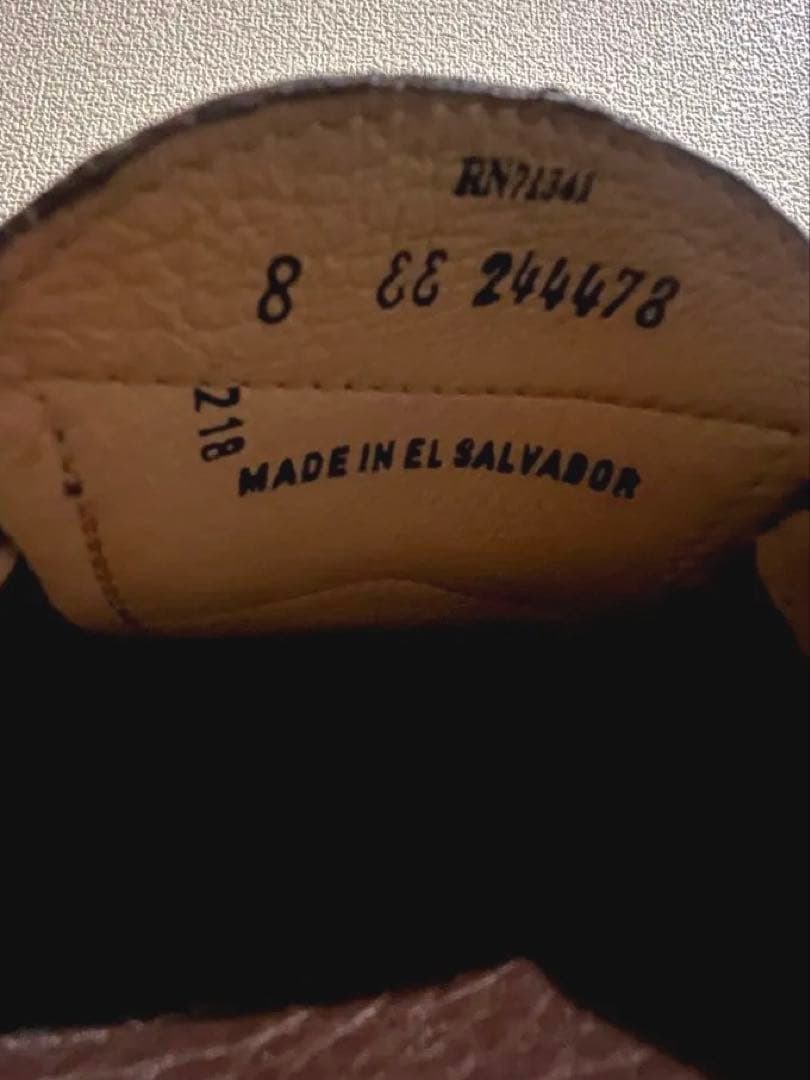 RN71341
8 EE 244478
218
MADE IN EL SALVADOR